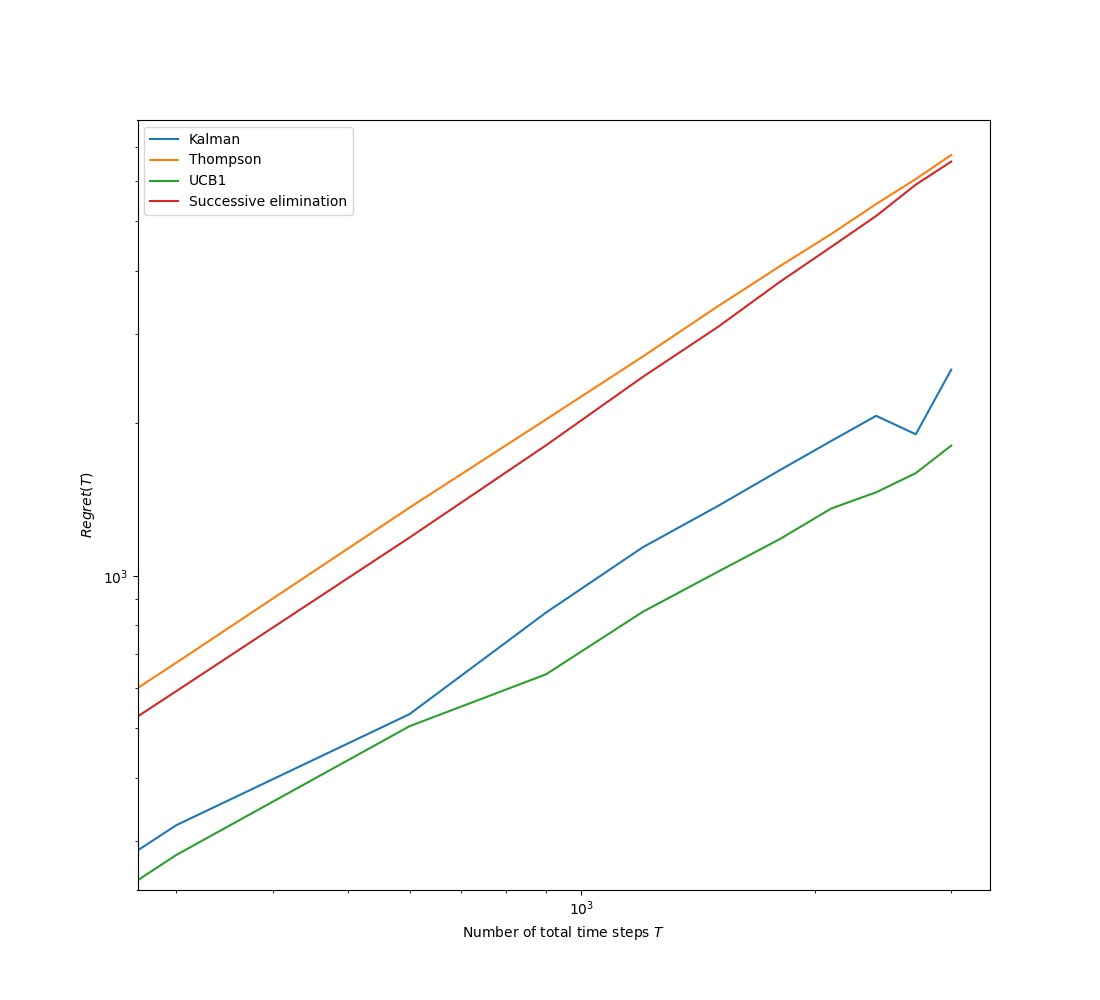 Kalman
Thompson
UCB1
Successive elimination
Regret(T)
10³
10³
Number of total time steps T